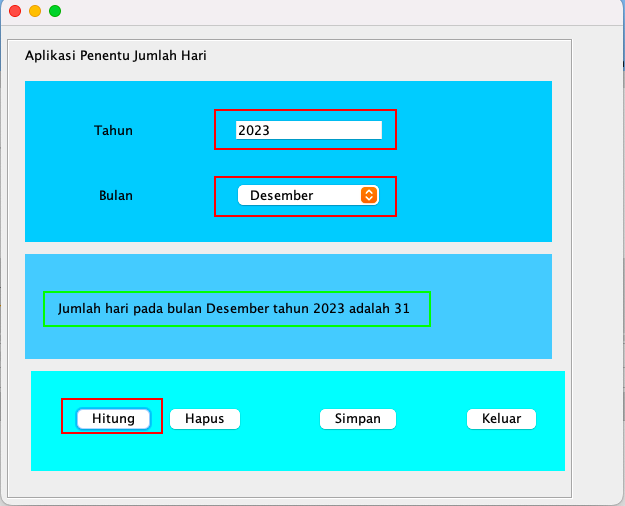 Aplikasi Penentu Jumlah Hari
Tahun 2023
Bulan Desember
Jumlah hari pada bulan Desember tahun 2023 adalah 31
Hitung Hapus Simpan Keluar